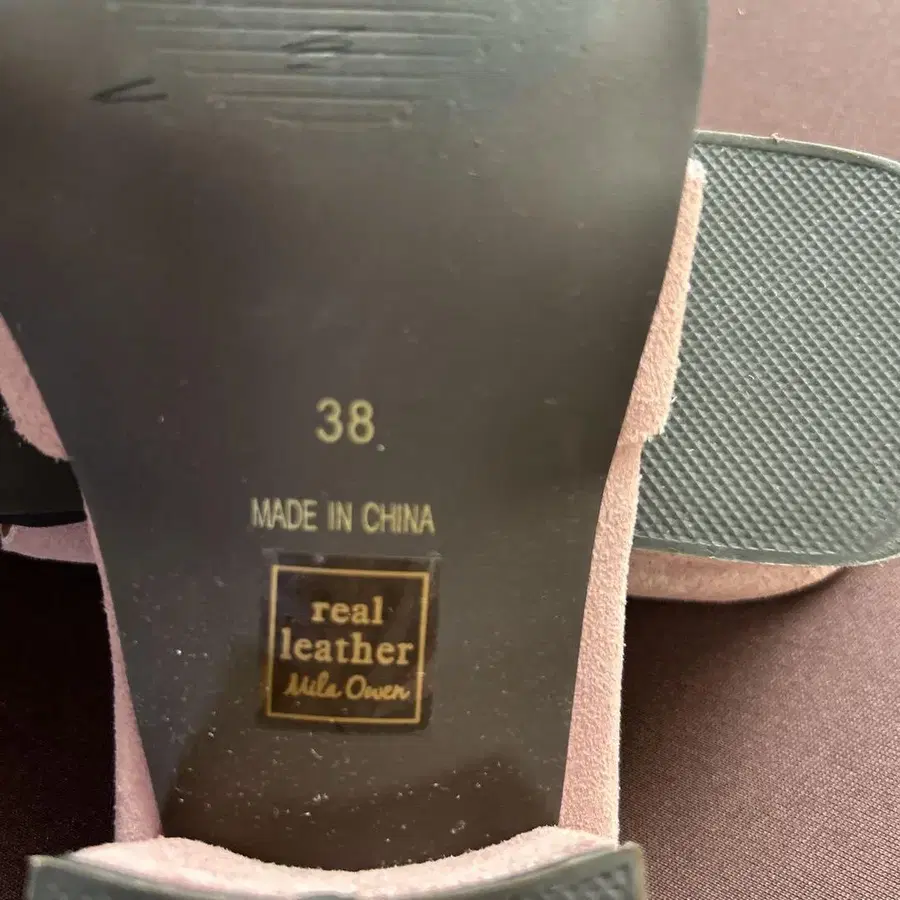 38
MADE IN CHINA
real
leather
Mila Owen